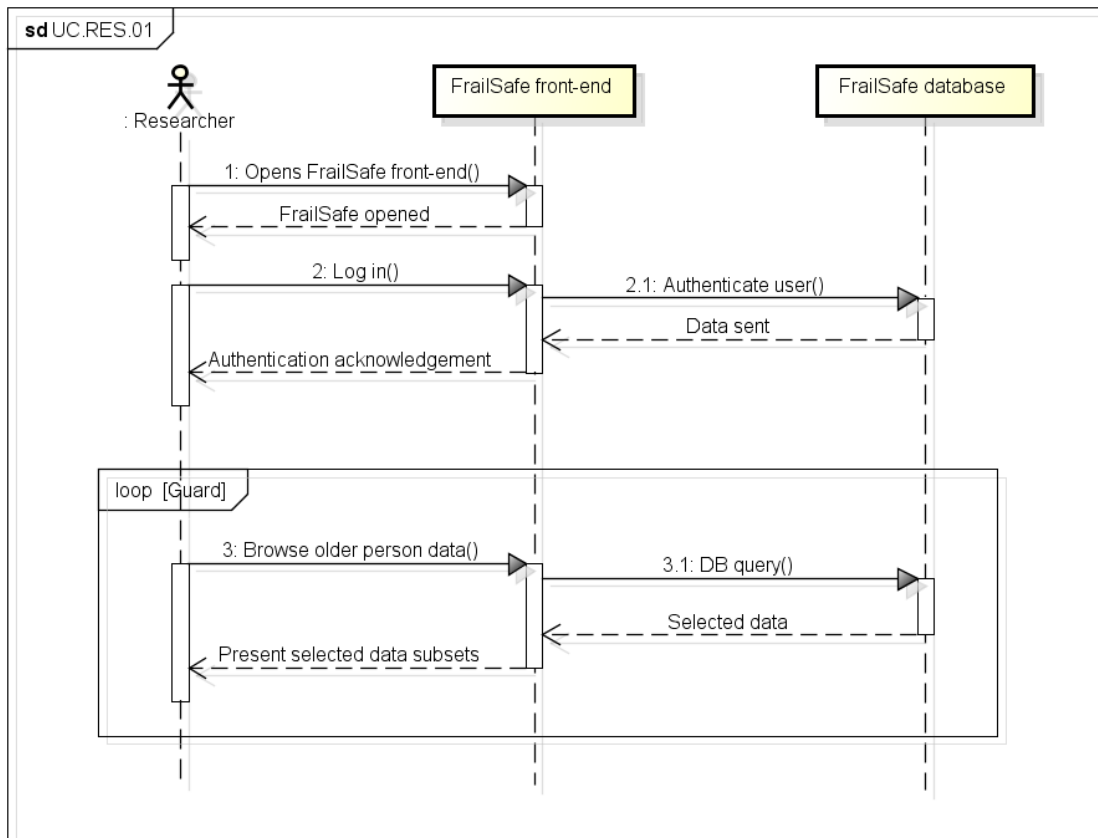 sd UC.RES.01
: Researcher
FrailSafe front-end
FrailSafe database
1: Opens FrailSafe front-end()
FrailSafe opened
2: Log in()
2.1: Authenticate user()
Data sent
Authentication acknowledgement
loop [Guard]
3: Browse older person data()
3.1: DB query()
Selected data
Present selected data subsets